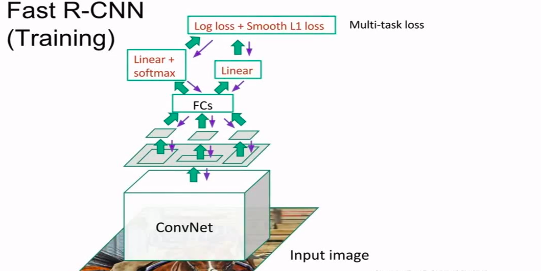 Fast R-CNN
(Training)
Log loss + Smooth L1 loss
Multi-task loss
Linear +
softmax
Linear
FCs
ConvNet
Input image